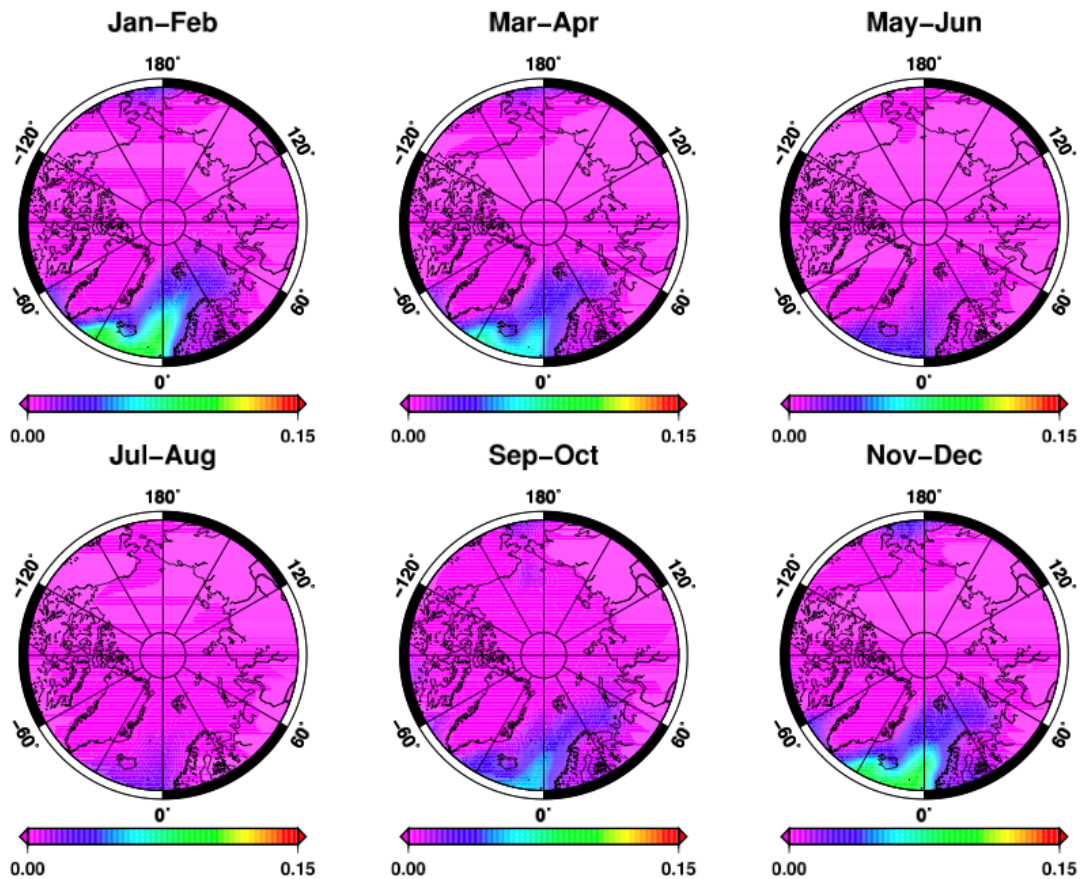 Jan−Feb Mar−Apr May−Jun
180° 180° 180°
−120° 120° −120° 120° −120° 120°
−60° 60° −60° 60° −60° 60°
0° 0° 0°
0.00 0.15 0.00 0.15 0.00 0.15
Jul−Aug Sep−Oct Nov−Dec
180° 180° 180°
−120° 120° −120° 120° −120° 120°
−60° 60° −60° 60° −60° 60°
0° 0° 0°
0.00 0.15 0.00 0.15 0.00 0.15